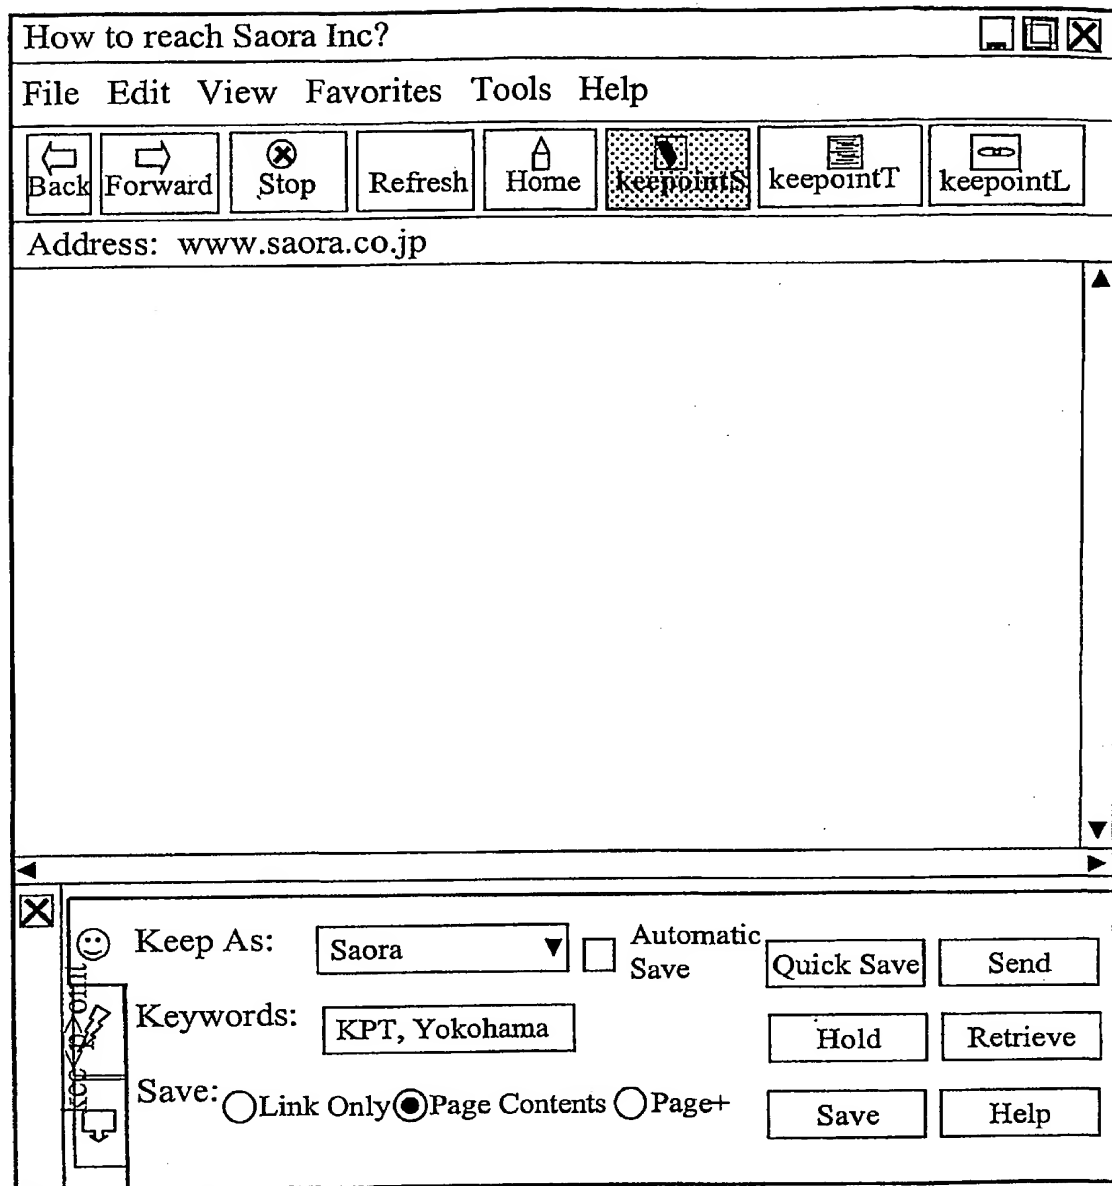 How to reach Saora Inc?
File Edit View Favorites Tools Help
Back Forward Stop Refresh Home keepointS keepointT keepointL
Address: www.saora.co.jp
Keep As: Saora Automatic Save Quick Save Send
Keywords: KPT, Yokohama Hold Retrieve
Save: Link Only Page Contents Page+ Save Help